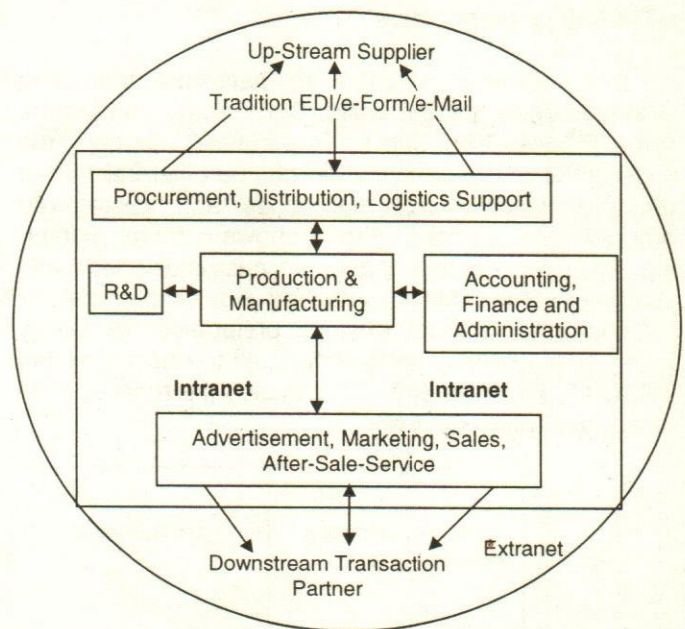 Up-Stream Supplier
Tradition EDI/e-Form/e-Mail
Procurement, Distribution, Logistics Support
R&D
Production &
Manufacturing
Accounting,
Finance and
Administration
Intranet
Intranet
Advertisement, Marketing, Sales,
After-Sale-Service
Extranet
Downstream Transaction
Partner